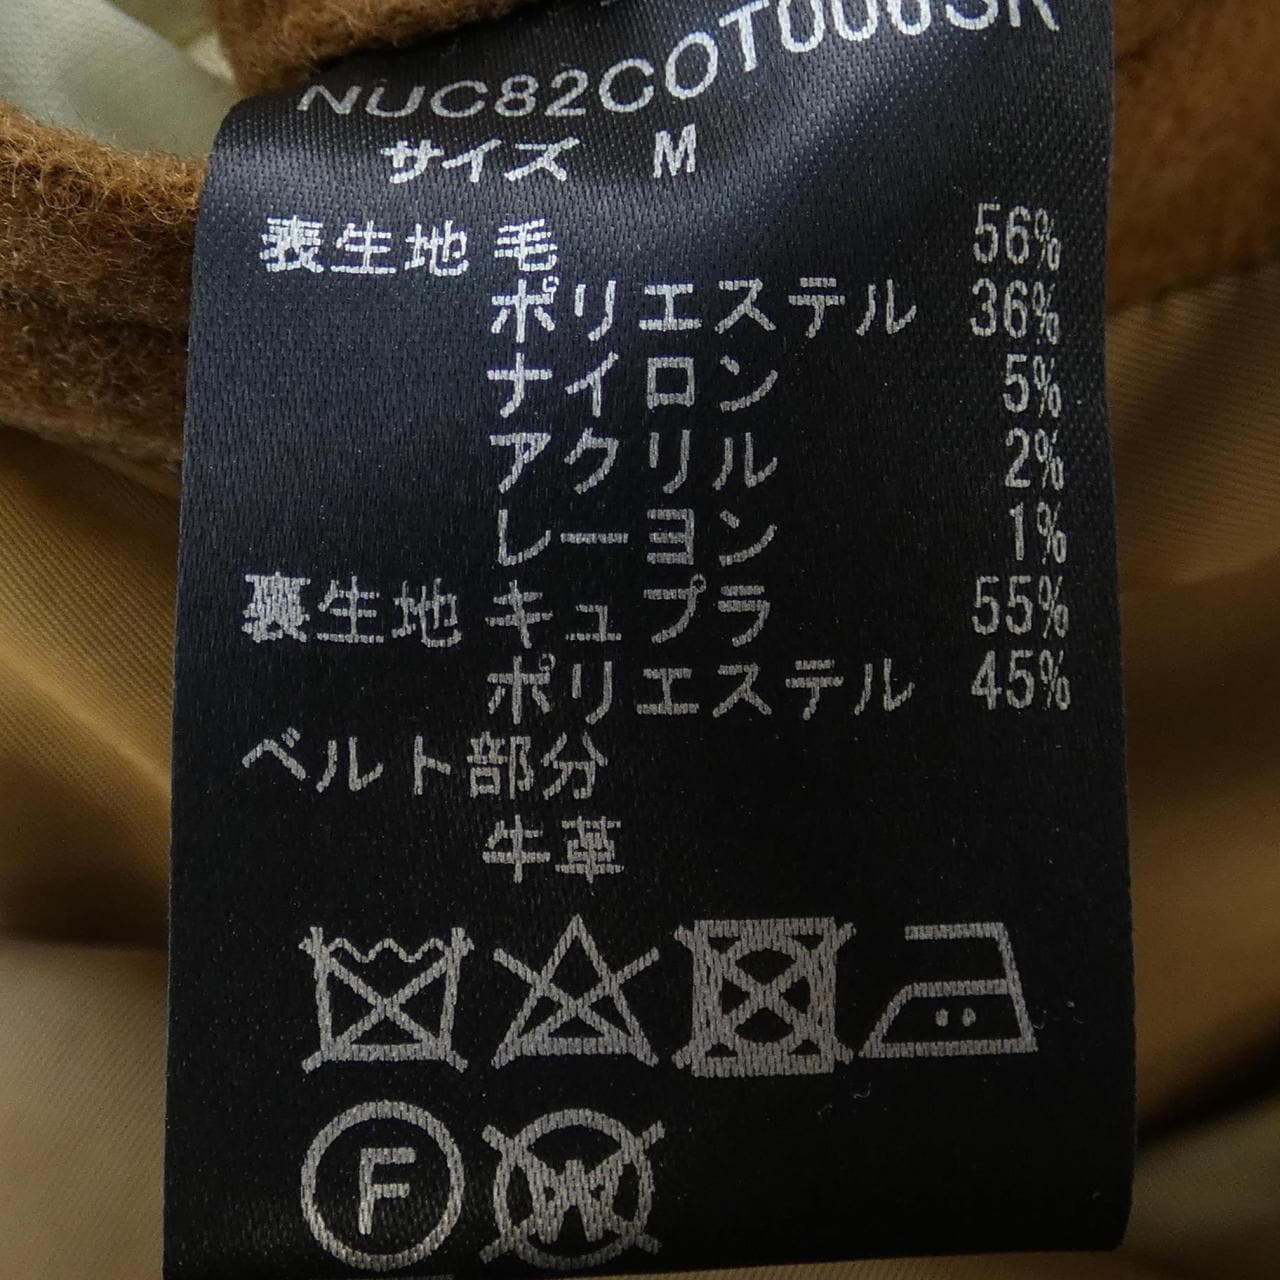 NUC82COT0006SK
サイズ M
表生地 毛 56%
ポリエステル 36%
ナイロン 5%
アクリル 2%
レーヨン 1%
裏生地 キュプラ 55%
ポリエステル 45%
ベルト部分
牛革
F
W